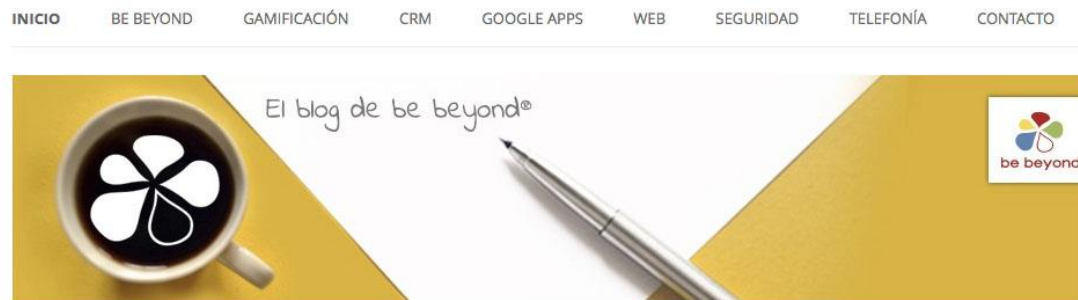 INICIO BE BEYOND GAMIFICACIÓN CRM GOOGLE APPS WEB SEGURIDAD TELEFONÍA CONTACTO
El blog de be beyond®
be beyond